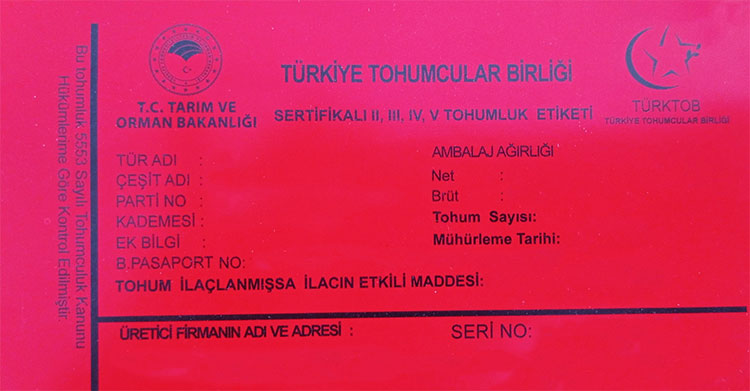 Bu tohumluk 5553 Sayılı Tohumculuk Kanunu
Hükümlerine Göre Kontrol Edilmiştir.
T.C. TARIM VE
ORMAN BAKANLIĞI
TÜRKİYE TOHUMCULAR BİRLİĞİ
SERTİFİKALI II, III, IV, V TOHUMLUK ETİKETİ
TÜRKTOB
TÜRKİYE TOHUMCULAR BİRLİĞİ
TÜR ADI :
ÇEŞİT ADI :
PARTİ NO :
KADEMESİ :
EK BİLGİ :
B.PASAPORT NO:
AMBALAJ AĞIRLIĞI
Net :
Brüt :
Tohum Sayısı:
Mühürleme Tarihi:
TOHUM İLAÇLANMIŞSA İLACIN ETKİLİ MADDESİ:
ÜRETİCİ FİRMANIN ADI VE ADRESİ :
SERİ NO: